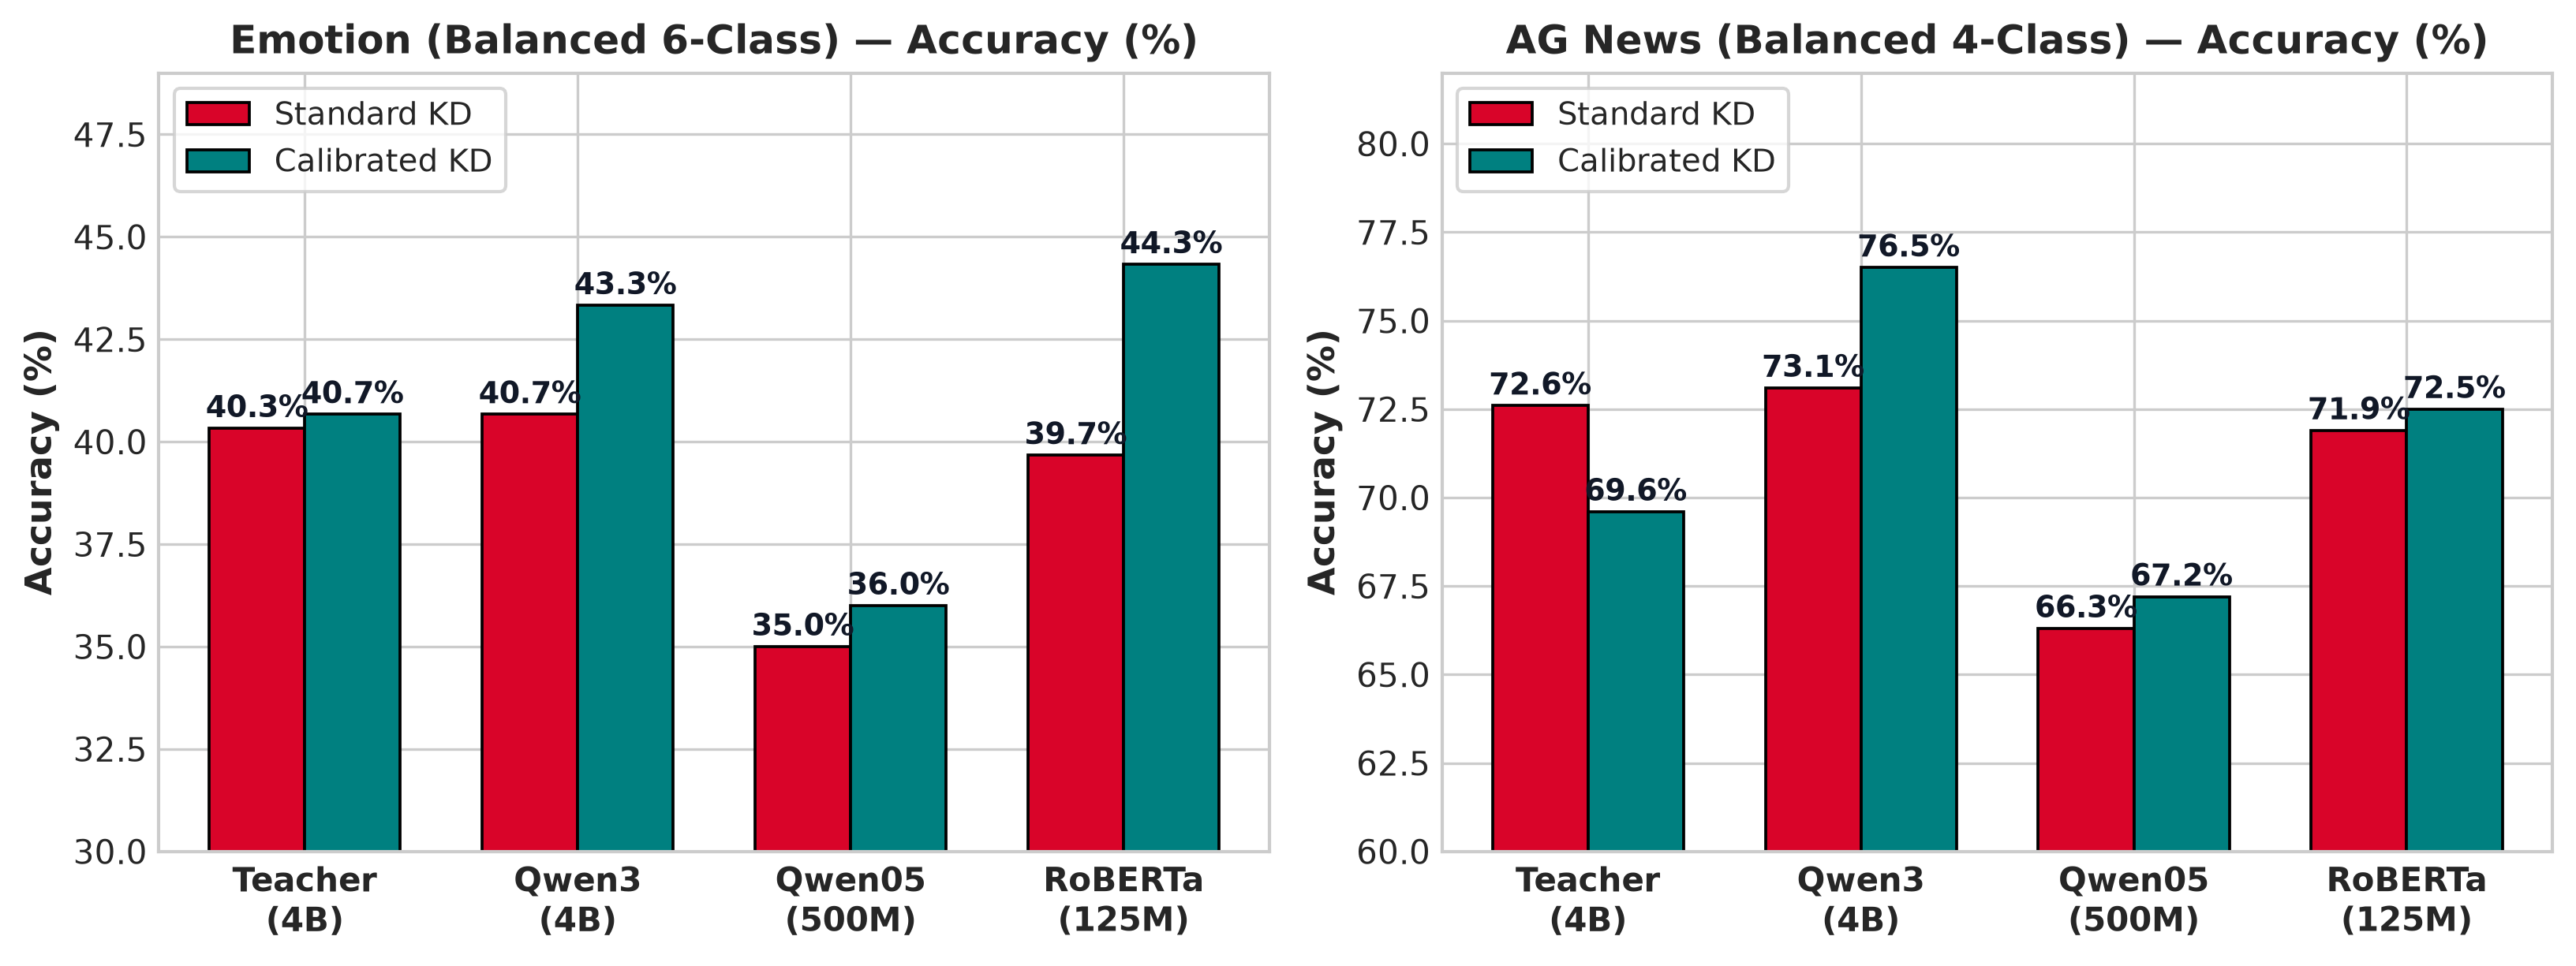 Emotion (Balanced 6-Class) — Accuracy (%)
Standard KD
Calibrated KD
Accuracy (%)
47.5
45.0
42.5
40.0
37.5
35.0
32.5
30.0
40.3%
40.7%
40.7%
43.3%
35.0%
36.0%
39.7%
44.3%
Teacher
(4B)
Qwen3
(4B)
Qwen05
(500M)
RoBERTa
(125M)
AG News (Balanced 4-Class) — Accuracy (%)
Standard KD
Calibrated KD
Accuracy (%)
80.0
77.5
75.0
72.5
70.0
67.5
65.0
62.5
60.0
72.6%
69.6%
73.1%
76.5%
66.3%
67.2%
71.9%
72.5%
Teacher
(4B)
Qwen3
(4B)
Qwen05
(500M)
RoBERTa
(125M)